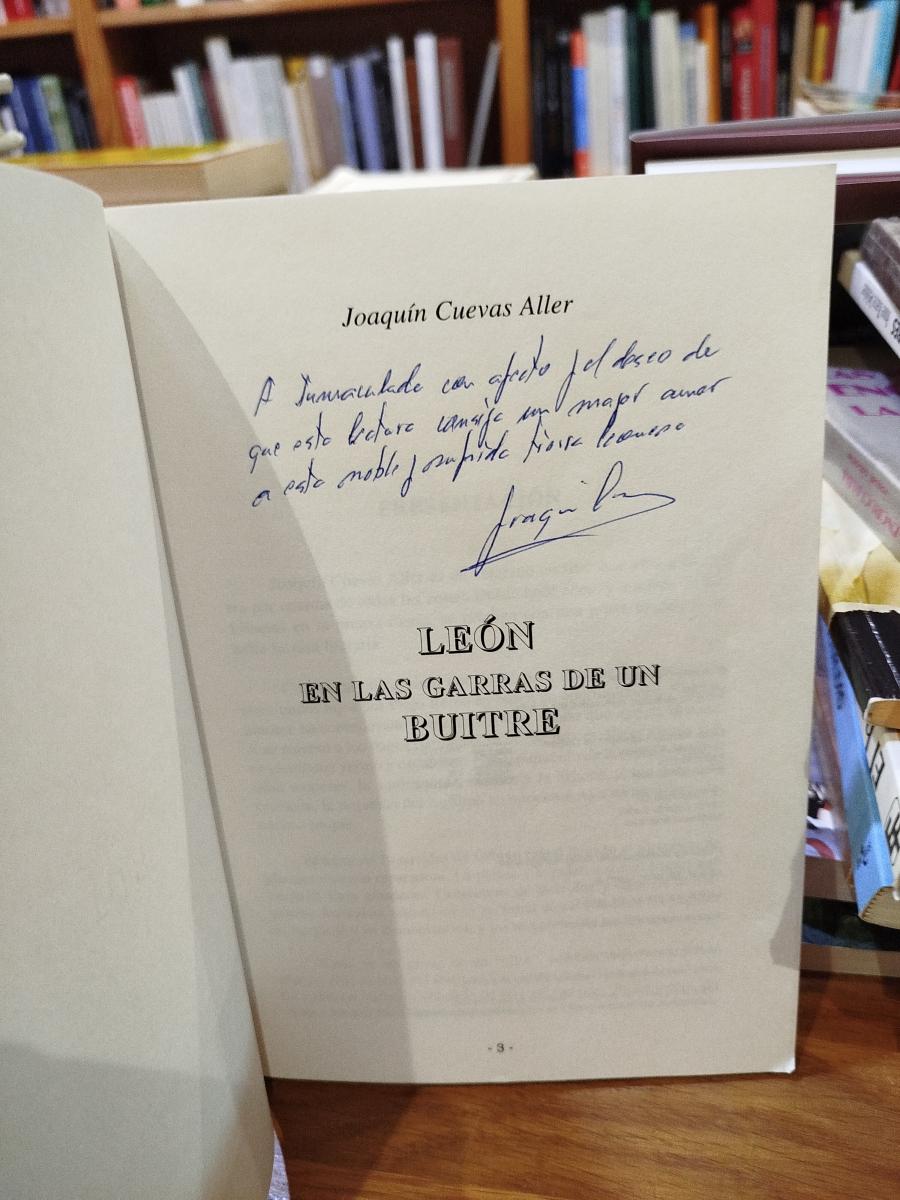 Joaquín Cuevas Aller
A Inmaculada con afecto y el deseo de
que esta lectura consiga un mayor amor
a esta noble y sufrida tierra leonesa
LEÓN
EN LAS GARRAS DE UN
BUITRE
- 3 -